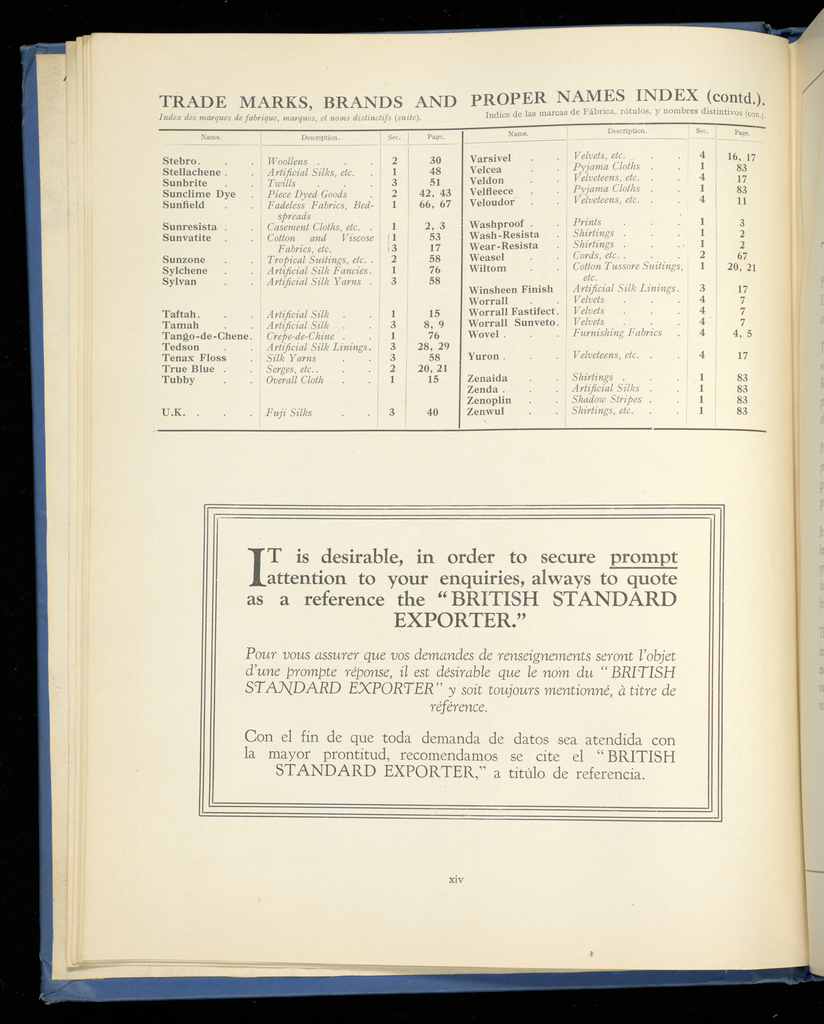 TRADE MARKS, BRANDS AND PROPER NAMES INDEX (contd.).
Index des marques de fabrique, marques, et noms distinctifs (suite). Indice de las marcas de Fábrica, rótulos, y nombres distintivos (con.).
Name. Description. Sec. Page.
Stebro. . . Woollens . . . 2 30
Stellachene . . Artificial Silks, etc. . 1 48
Sunbrite . . Twills . . . 3 51
Sunclime Dye . Piece Dyed Goods . 2 42, 43
Sunfield . . Fadeless Fabrics, Bed- 1 66, 67
spreads
Sunresista . . Casement Cloths, etc. . 1 2, 3
Sunvatite . . Cotton and Viscose 1 53
Fabrics, etc. 3 17
Sunzone . . Tropical Suitings, etc. . 2 58
Sylchene . . Artificial Silk Fancies. 1 76
Sylvan . . Artificial Silk Yarns . 3 58
Taftah. . . Artificial Silk . . 1 15
Tamah . . Artificial Silk . . 3 8, 9
Tango-de-Chene. Crepe-de-Chine . . 1 76
Tedson . . Artificial Silk Linings. 3 28, 29
Tenax Floss . Silk Yarns . . 3 58
True Blue . . Serges, etc.. . . 2 20, 21
Tubby . . Overall Cloth . . 1 15
U.K. . . . Fuji Silks . . 3 40
Name. Description. Sec. Page.
Varsivel . . Velvets, etc. . . . 4 16, 17
Velcea . . Pyjama Cloths . . 1 83
Veldon . . Velveteens, etc. . . 4 17
Velfleece . . Pyjama Cloths . . 1 83
Veloudor . . Velveteens, etc. . . 4 11
Washproof . . Prints . . . 1 3
Wash-Resista . Shirtings . . . 1 2
Wear-Resista . Shirtings . . . 1 2
Weasel . . Cords, etc. . . . 2 67
Wiltom . . Cotton Tussore Suitings, 1 20, 21
etc.
Winsheen Finish Artificial Silk Linings. 3 17
Worrall . . Velvets . . . 4 7
Worrall Fastifect. Velvets . . . 4 7
Worrall Sunveto. Velvets . . . 4 7
Wovel . . . Furnishing Fabrics . 4 4, 5
Yuron . . . Velveteens, etc. . . 4 17
Zenaida . . Shirtings . . . 1 83
Zenda . . . Artificial Silks . . 1 83
Zenoplin . . Shadow Stripes . . 1 83
Zenwul . . Shirtings, etc. . . 1 83
IT is desirable, in order to secure prompt
attention to your enquiries, always to quote
as a reference the "BRITISH STANDARD
EXPORTER."
Pour vous assurer que vos demandes de renseignements seront l'objet
d'une prompte réponse, il est désirable que le nom du "BRITISH
STANDARD EXPORTER" y soit toujours mentionné, à titre de
référence.
Con el fin de que toda demanda de datos sea atendida con
la mayor prontitud, recomendamos se cite el "BRITISH
STANDARD EXPORTER," a titúlo de referencia.
xiv